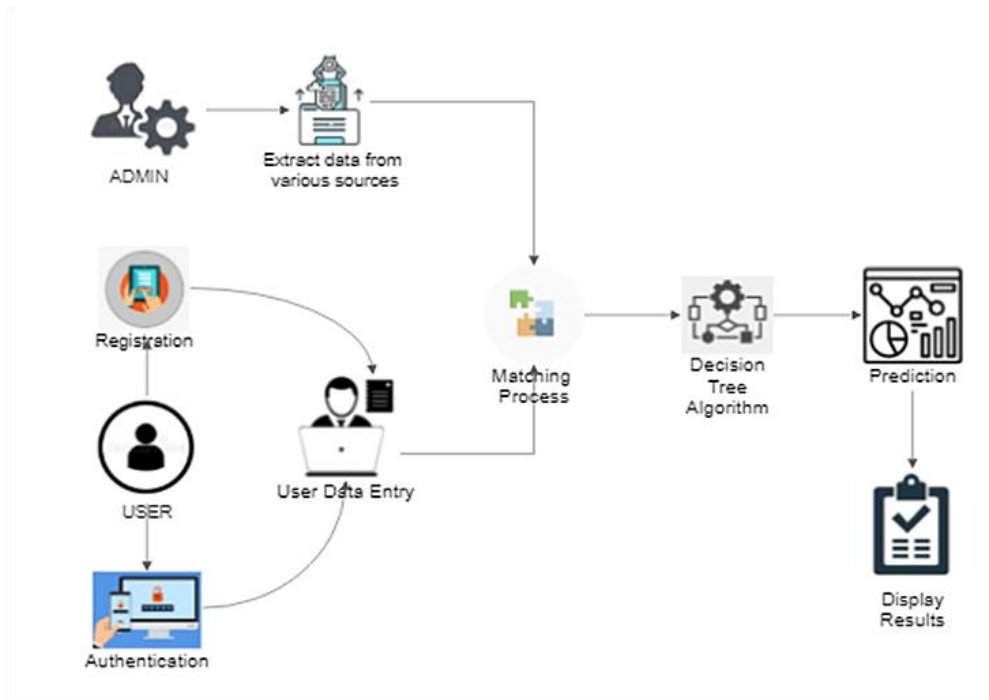 ADMIN
Extract data from
various sources
Registration
USER
Authentication
User Data Entry
Matching
Process
Decision
Tree
Algorithm
Prediction
Display
Results